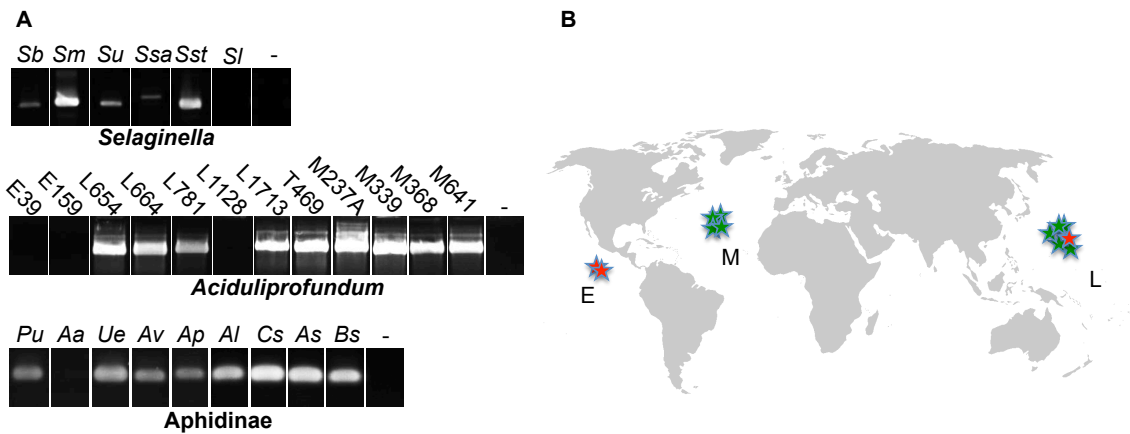 A
Sb Sm Su Ssa Sst Sl -
Selaginella
E39 E159 L654 L664 L781 L1128 L1713 T469 M237A M339 M368 M641 -
Aciduliprofundum
Pu Aa Ue Av Ap Al Cs As Bs -
Aphidinae
B
M
E
L